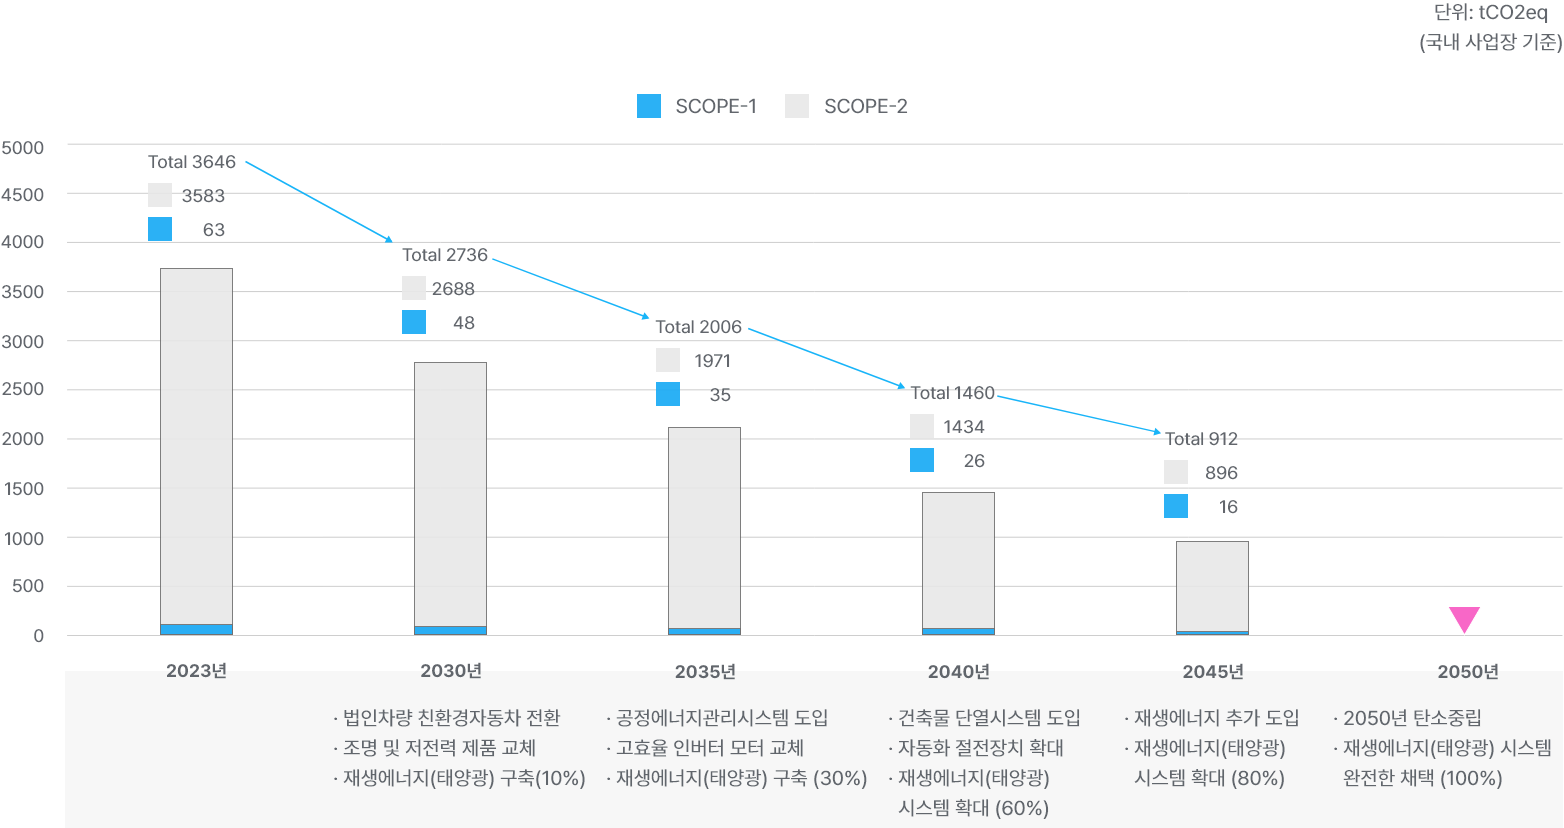 단위: tCO2eq
(국내 사업장 기준)
SCOPE-1
SCOPE-2
5000
4500
4000
3500
3000
2500
2000
1500
1000
500
0
Total 3646
3583
63
Total 2736
2688
48
Total 2006
1971
35
Total 1460
1434
26
Total 912
896
16
2023년
2030년
2035년
2040년
2045년
2050년
· 법인차량 친환경자동차 전환
· 조명 및 저전력 제품 교체
· 재생에너지(태양광) 구축(10%)
· 공정에너지관리시스템 도입
· 고효율 인버터 모터 교체
· 재생에너지(태양광) 구축 (30%)
· 건축물 단열시스템 도입
· 자동화 절전장치 확대
· 재생에너지(태양광)
시스템 확대 (60%)
· 재생에너지 추가 도입
· 재생에너지(태양광)
시스템 확대 (80%)
· 2050년 탄소중립
· 재생에너지(태양광) 시스템
완전한 채택 (100%)